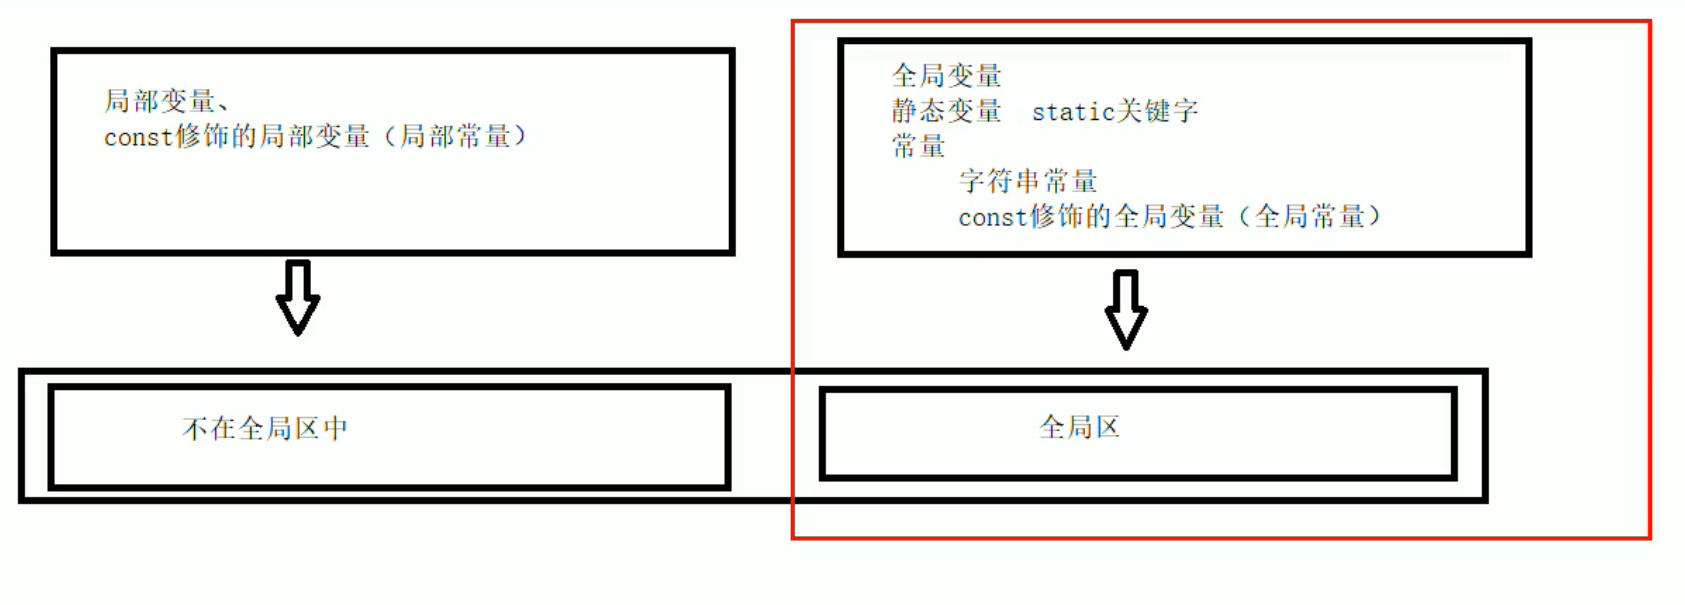 局部变量、
const修饰的局部变量（局部常量）
全局变量
静态变量 static关键字
常量
字符串常量
const修饰的全局变量（全局常量）
不在全局区中
全局区